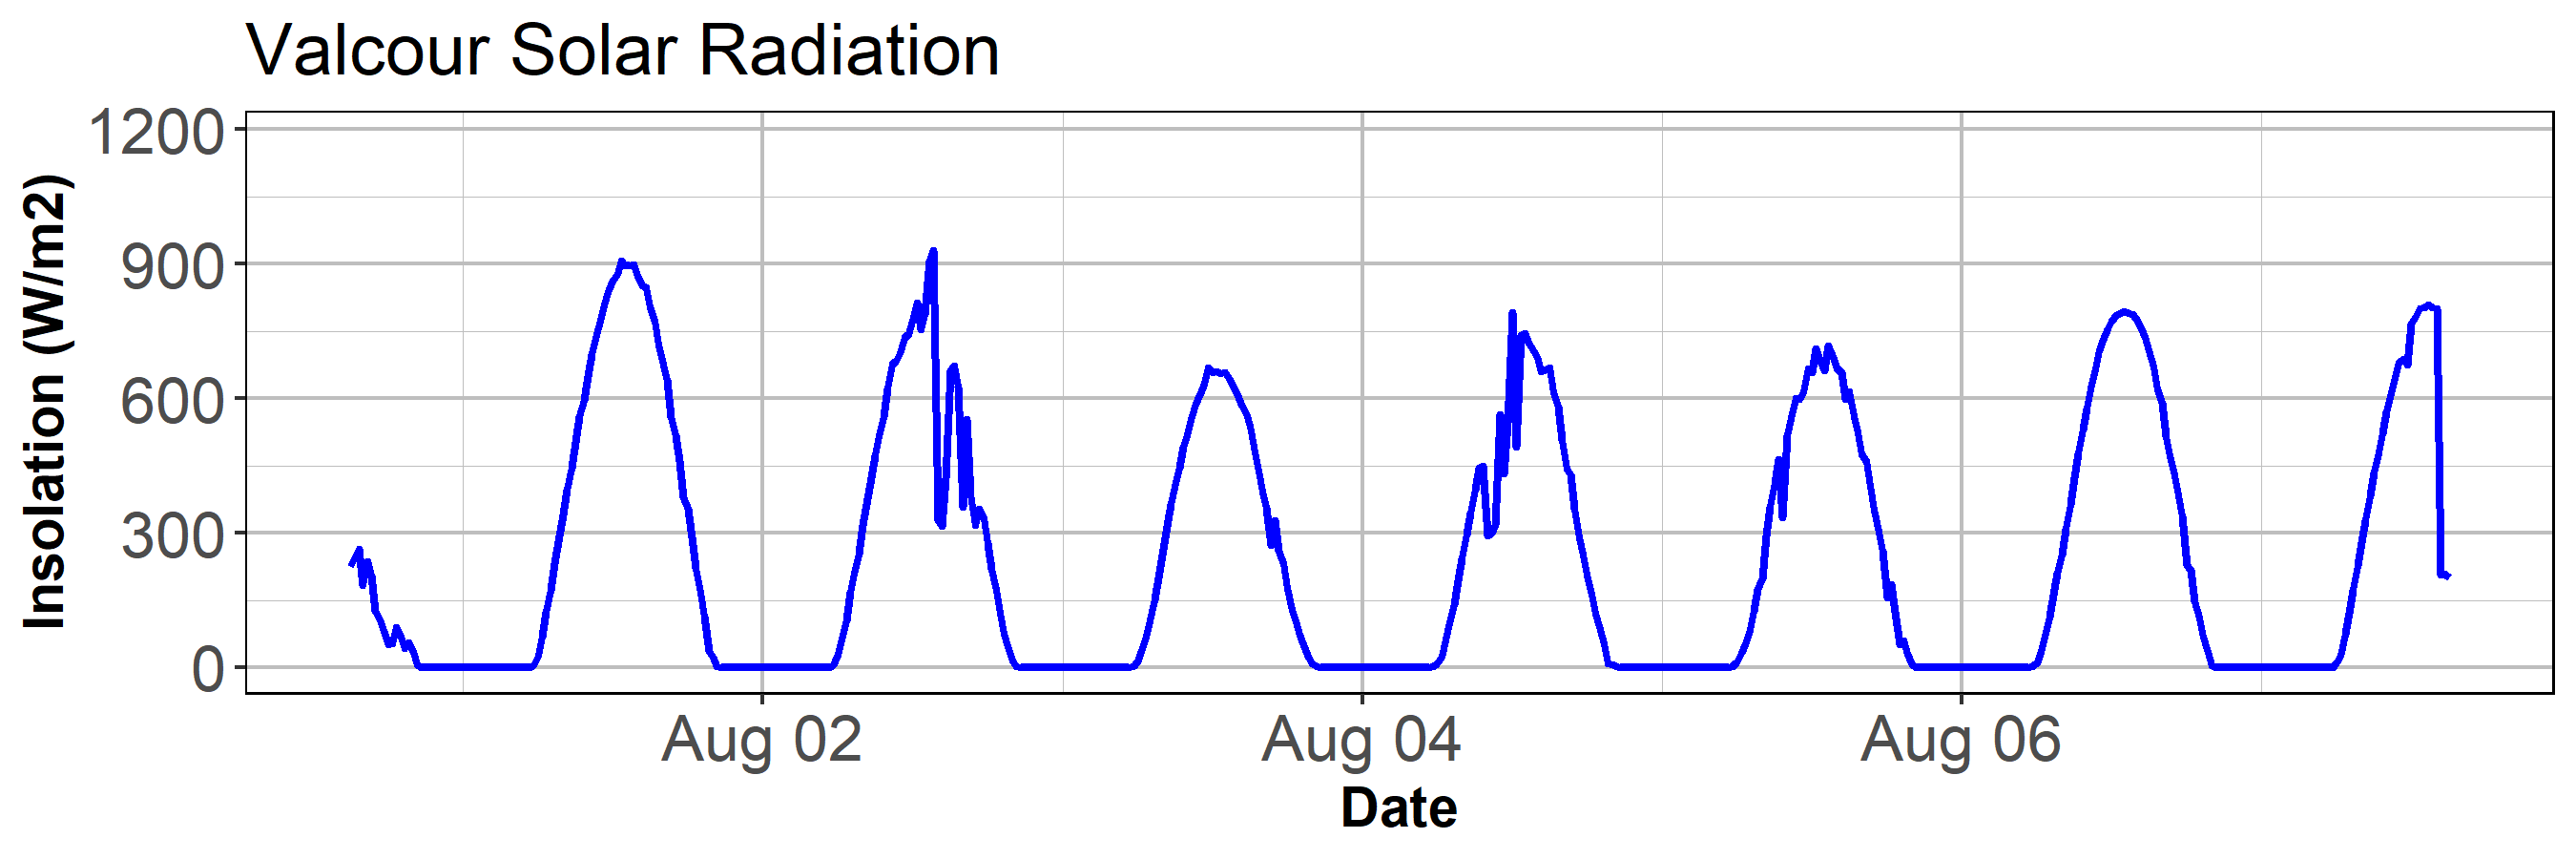 Valcour Solar Radiation
1200
900
600
300
0
Insolation (W/m2)
Aug 02 Aug 04 Aug 06
Date